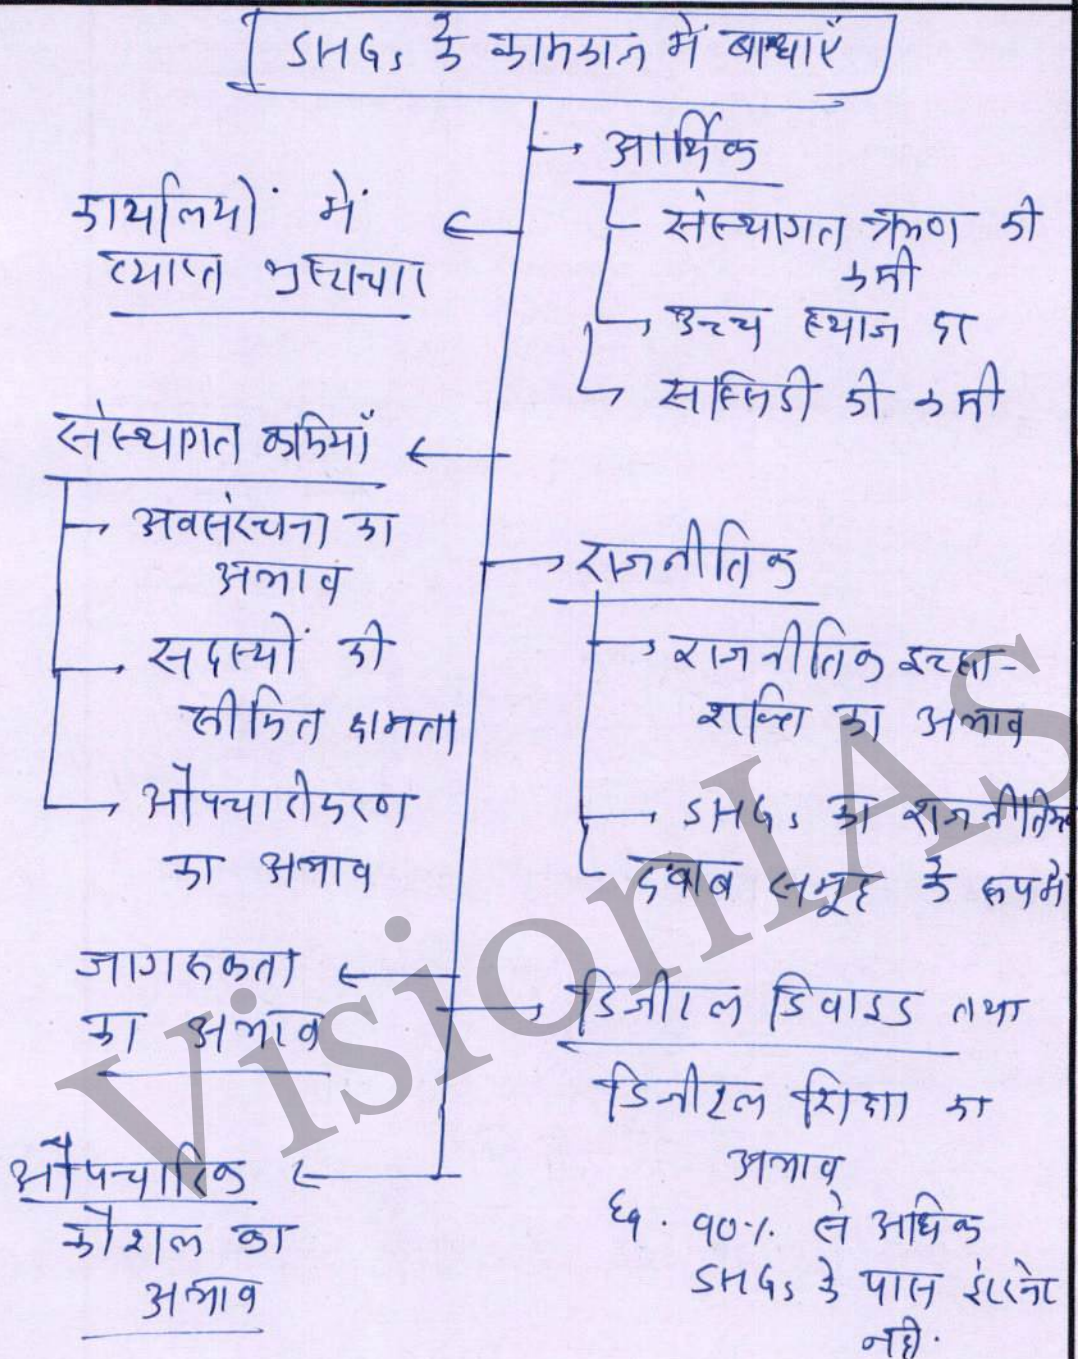 SHGs के कामकाज में बाधाएँ
आर्थिक
संस्थागत ऋण की
कमी
उच्च ब्याज दर
सब्सिडी की कमी
कार्यालयों में
व्याप्त भ्रष्टाचार
संस्थागत कमियाँ
अवसंरचना का
अभाव
सदस्यों की
सीमित क्षमता
औपचारीकरण
का अभाव
राजनीतिक
राजनीतिक इच्छा-
शक्ति का अभाव
SHGs का राजनीतिक
दबाव समूह के रूप में
जागरूकता
का अभाव
डिजीटल डिवाइड तथा
डिजीटल शिक्षा का
अभाव
90% से अधिक
SHGs के पास इंटरनेट
नहीं.
औपचारिक
कौशल का
अभाव
VisionIAS